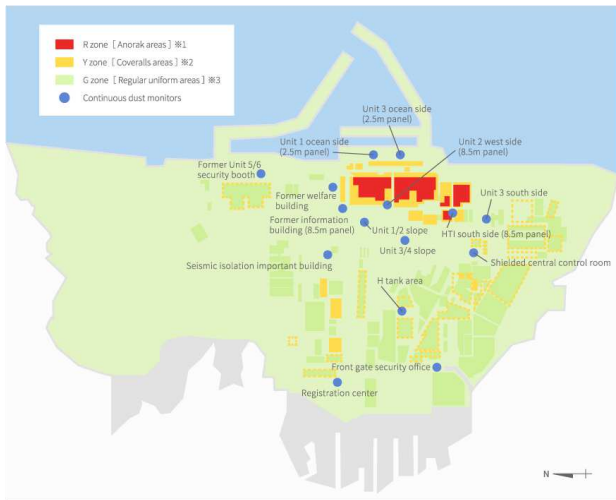 R zone [ Anorak areas ] ※1
Y zone [ Coveralls areas ] ※2
G zone [ Regular uniform areas ] ※3
Continuous dust monitors
Unit 3 ocean side
(2.5m panel)
Unit 1 ocean side
(2.5m panel)
Unit 2 west side
(8.5m panel)
Former Unit 5/6
security booth
Former welfare
building
Unit 3 south side
Former information
building (8.5m panel)
Unit 1/2 slope
HTI south side (8.5m panel)
Unit 3/4 slope
Seismic isolation important building
Shielded central control room
H tank area
Front gate security office
Registration center
N